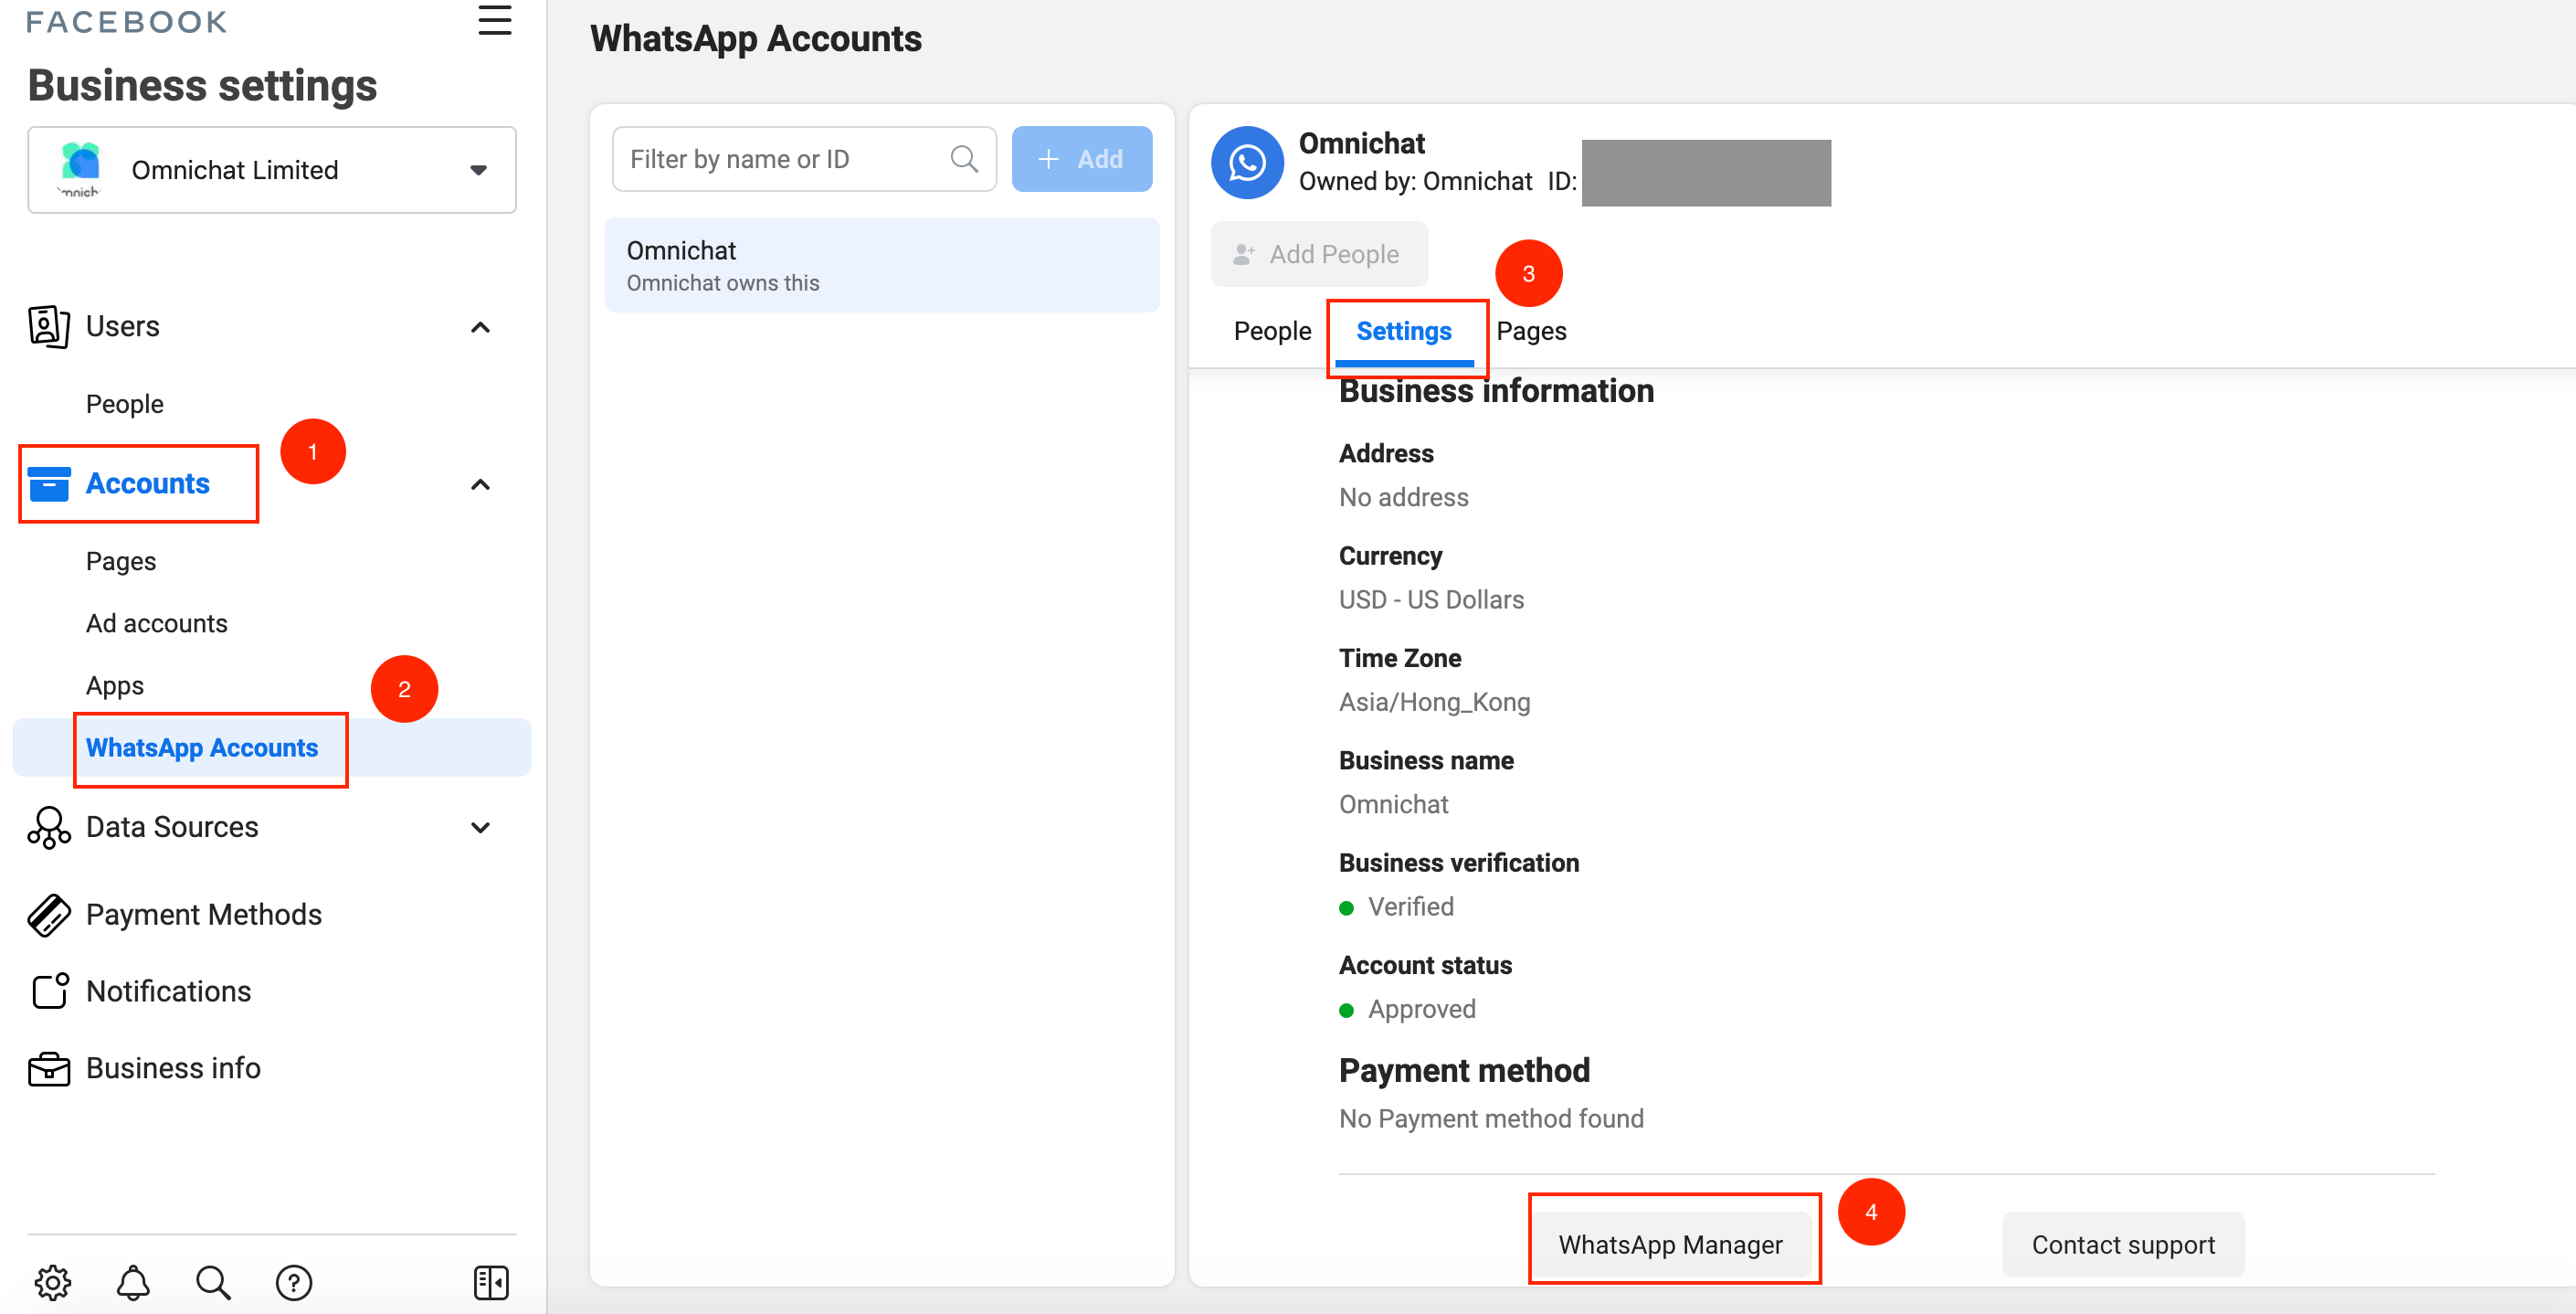 FACEBOOK
Business settings
Omnichat Limited
Users
People
1
Accounts
Pages
Ad accounts
Apps
2
WhatsApp Accounts
Data Sources
Payment Methods
Notifications
Business info
WhatsApp Accounts
Filter by name or ID
+ Add
Omnichat
Omnichat owns this
Omnichat
Owned by: Omnichat ID:
Add People
3
People Settings Pages
Business information
Address
No address
Currency
USD - US Dollars
Time Zone
Asia/Hong_Kong
Business name
Omnichat
Business verification
Verified
Account status
Approved
Payment method
No Payment method found
4
WhatsApp Manager Contact support